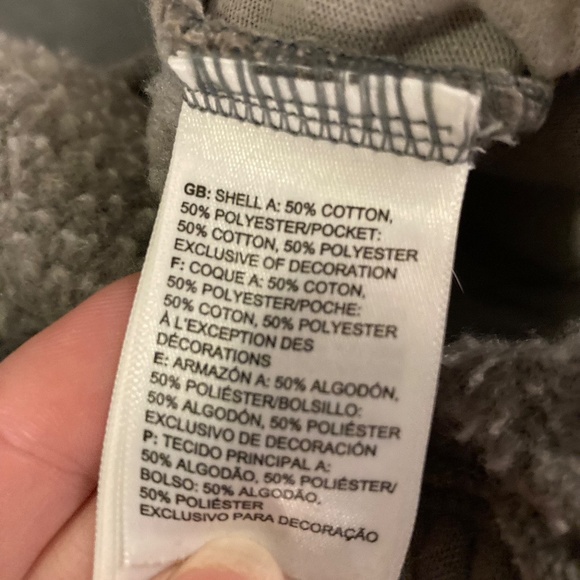 GB: SHELL A: 50% COTTON,
50% POLYESTER/POCKET:
50% COTTON, 50% POLYESTER
EXCLUSIVE OF DECORATION
F: COQUE A: 50% COTON,
50% POLYESTER/POCHE:
50% COTON, 50% POLYESTER
À L'EXCEPTION DES
DÉCORATIONS
E: ARMAZÓN A: 50% ALGODÓN,
50% POLIÉSTER/BOLSILLO:
50% ALGODÓN, 50% POLIÉSTER
EXCLUSIVO DE DECORACIÓN
P: TECIDO PRINCIPAL A:
50% ALGODÃO, 50% POLIÉSTER/
BOLSO: 50% ALGODÃO,
50% POLIÉSTER
EXCLUSIVO PARA DECORAÇÃO